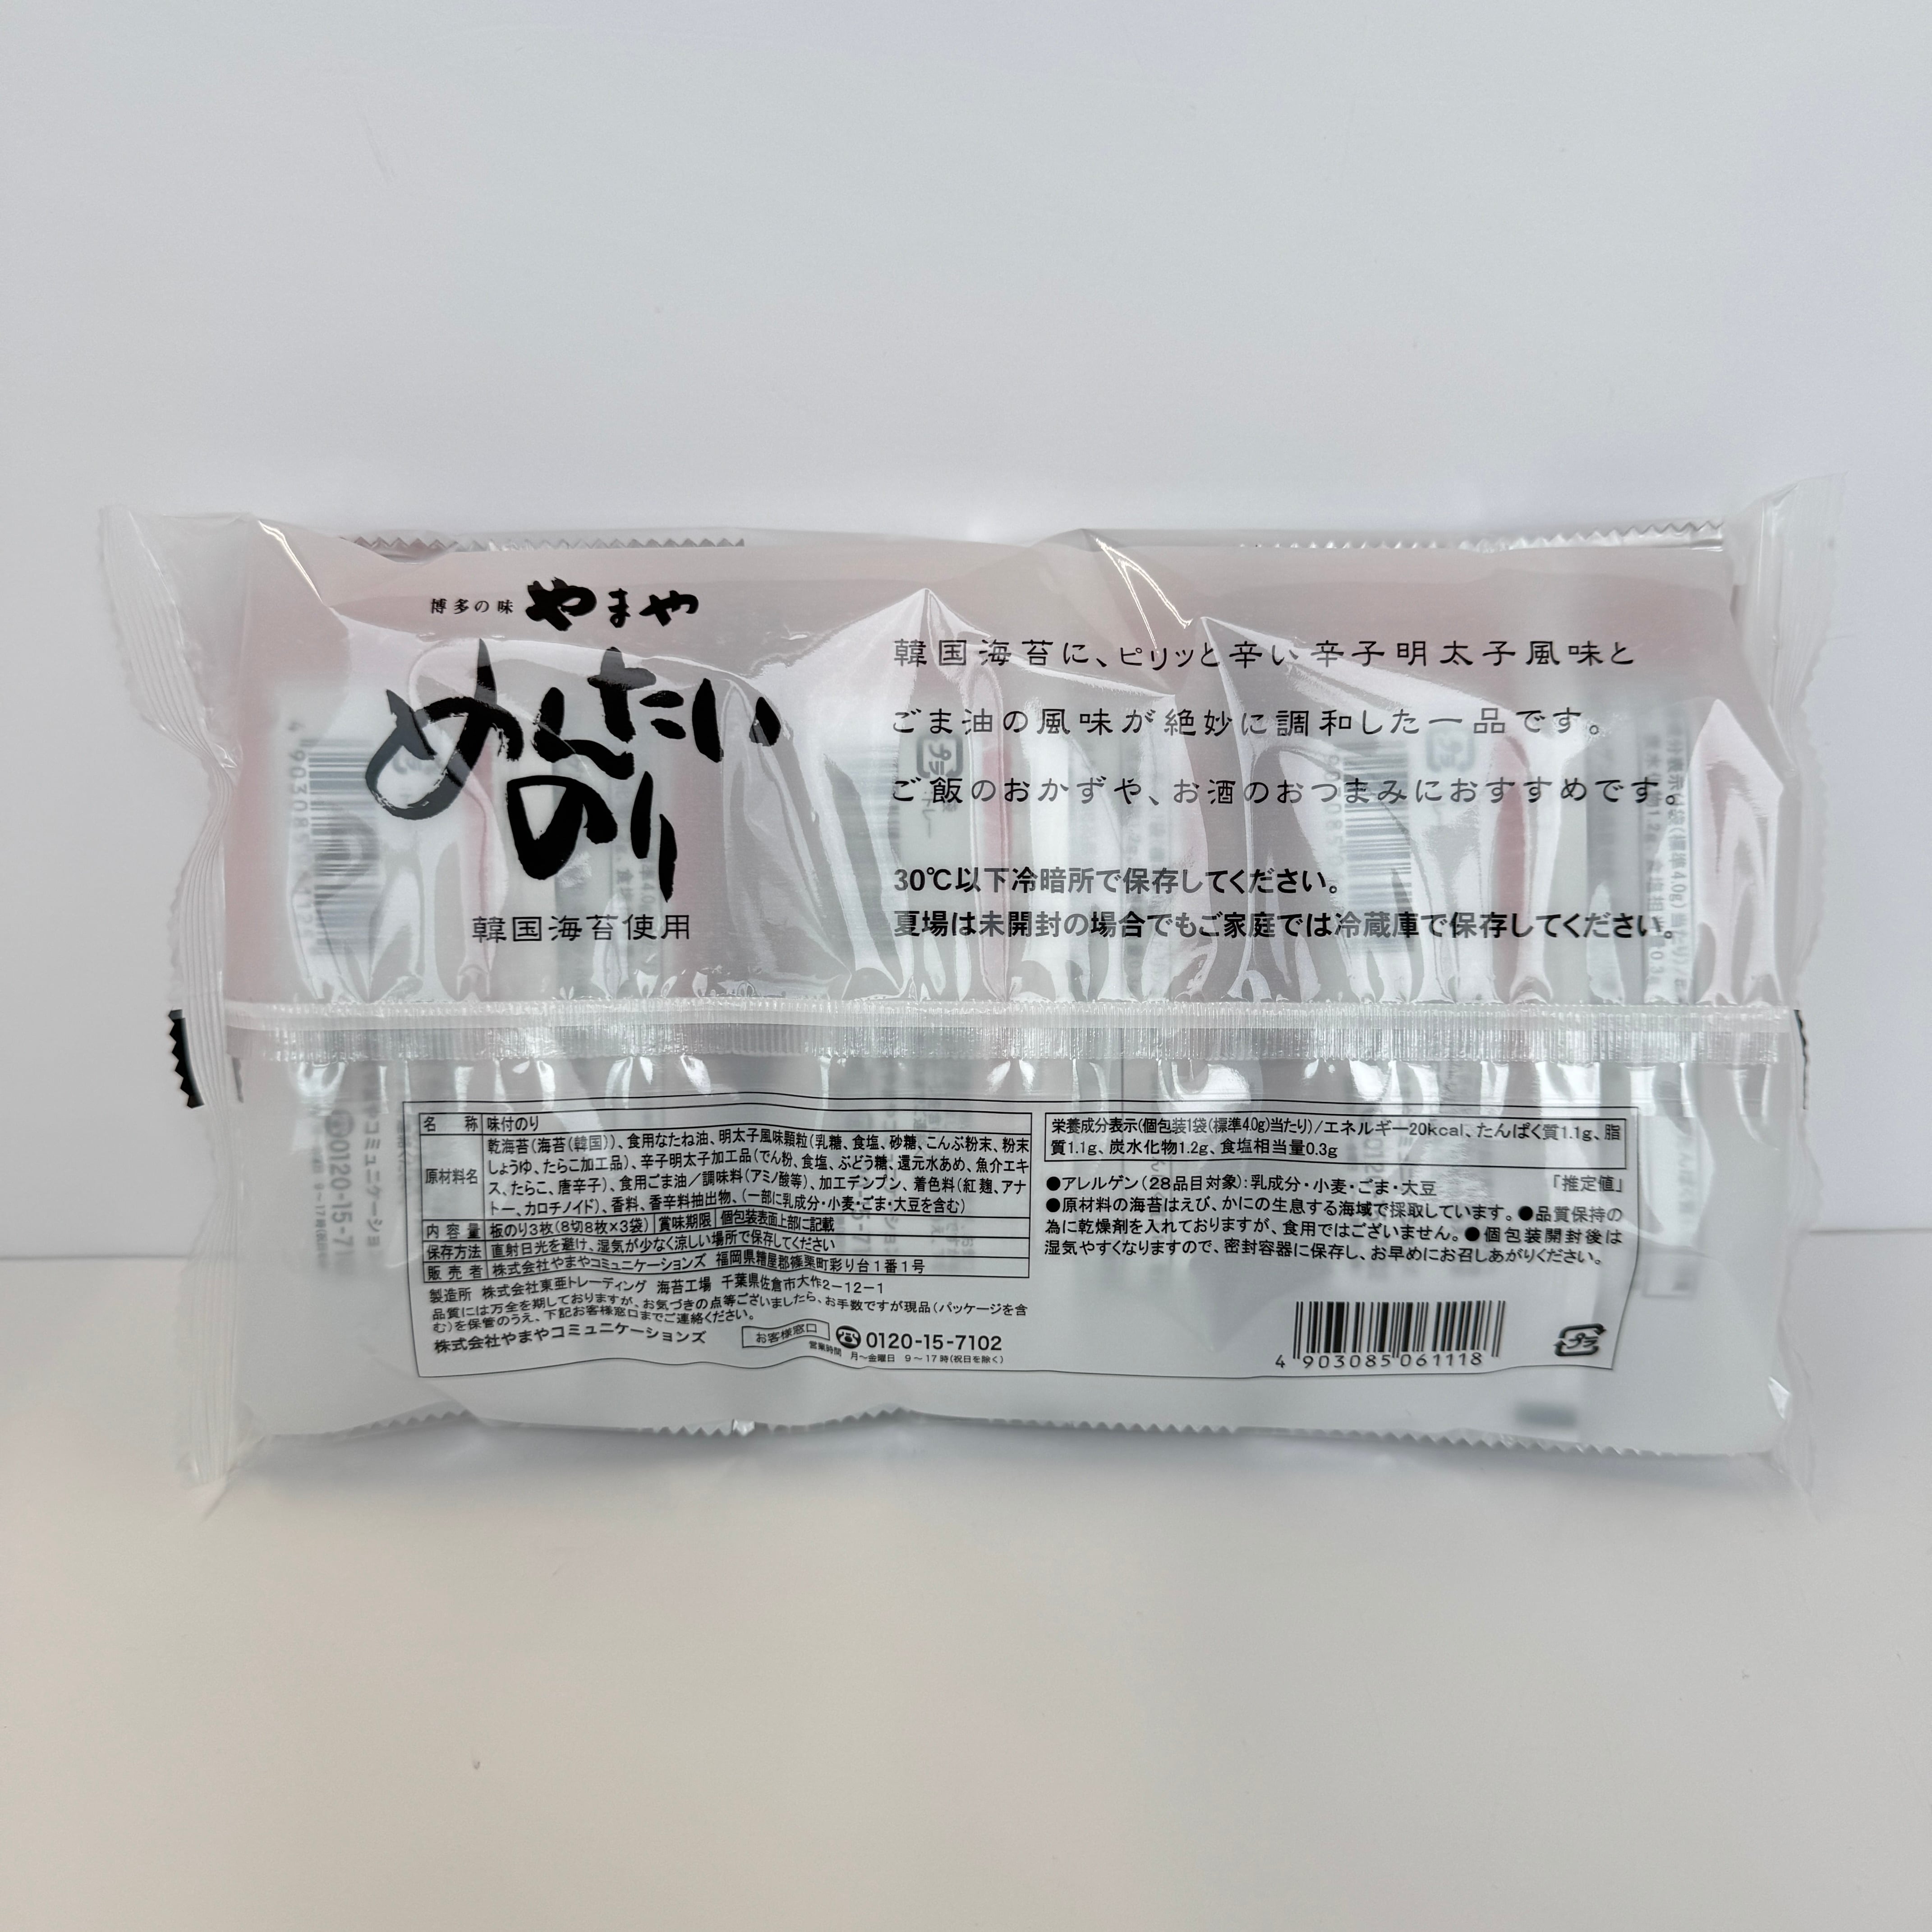 博多の味 やまや
めんたい
のり
韓国海苔使用
韓国海苔に、ピリッと辛い辛子明太子風味と
ごま油の風味が絶妙に調和した一品です。
ご飯のおかずや、お酒のおつまみにおすすめです。
30℃以下冷暗所で保存してください。
夏場は未開封の場合でもご家庭では冷蔵庫で保存してください。
名 称 味付のり
原材料名
乾海苔(海苔(韓国))、食用なたね油、明太子風味顆粒(乳糖、食塩、砂糖、こんぶ粉末、粉末
しょうゆ、たらこ加工品)、辛子明太子加工品(でん粉、食塩、ぶどう糖、還元水あめ、魚介エキ
ス、たらこ、唐辛子)、食用ごま油/調味料(アミノ酸等)、加工デンプン、着色料(紅麹、アナ
トー、カロチノイド)、香料、香辛料抽出物、(一部に乳成分・小麦・ごま・大豆を含む)
内 容 量 板のり3枚(8切8枚×3袋) 賞味期限 個包装表面上部に記載
保存方法 直射日光を避け、湿気が少なく涼しい場所で保存してください
販 売 者 株式会社やまやコミュニケーションズ 福岡県糟屋郡篠栗町彩り台1番1号
製造所 株式会社東亜トレーディング 海苔工場 千葉県佐倉市大作2-12-1
品質には万全を期しておりますが、お気づきの点等ございましたら、お手数ですが現品(パッケージを含
む)を保管のうえ、下記お客様窓口までご連絡ください。
株式会社やまやコミュニケーションズ お客様窓口 0120-15-7102
営業時間 月~金曜日 9~17時(祝日を除く)
栄養成分表示(個包装1袋(標準4.0g)当たり)/エネルギー20kcal、たんぱく質1.1g、脂
質1.1g、炭水化物1.2g、食塩相当量0.3g
「推定値」
●アレルゲン(28品目対象):乳成分・小麦・ごま・大豆
●原材料の海苔はえび、かにの生息する海域で採取しています。●品質保持の
為に乾燥剤を入れておりますが、食用ではございません。●個包装開封後は
湿気やすくなりますので、密封容器に保存し、お早めにお召しあがりください。
4 903085 061118
プラ